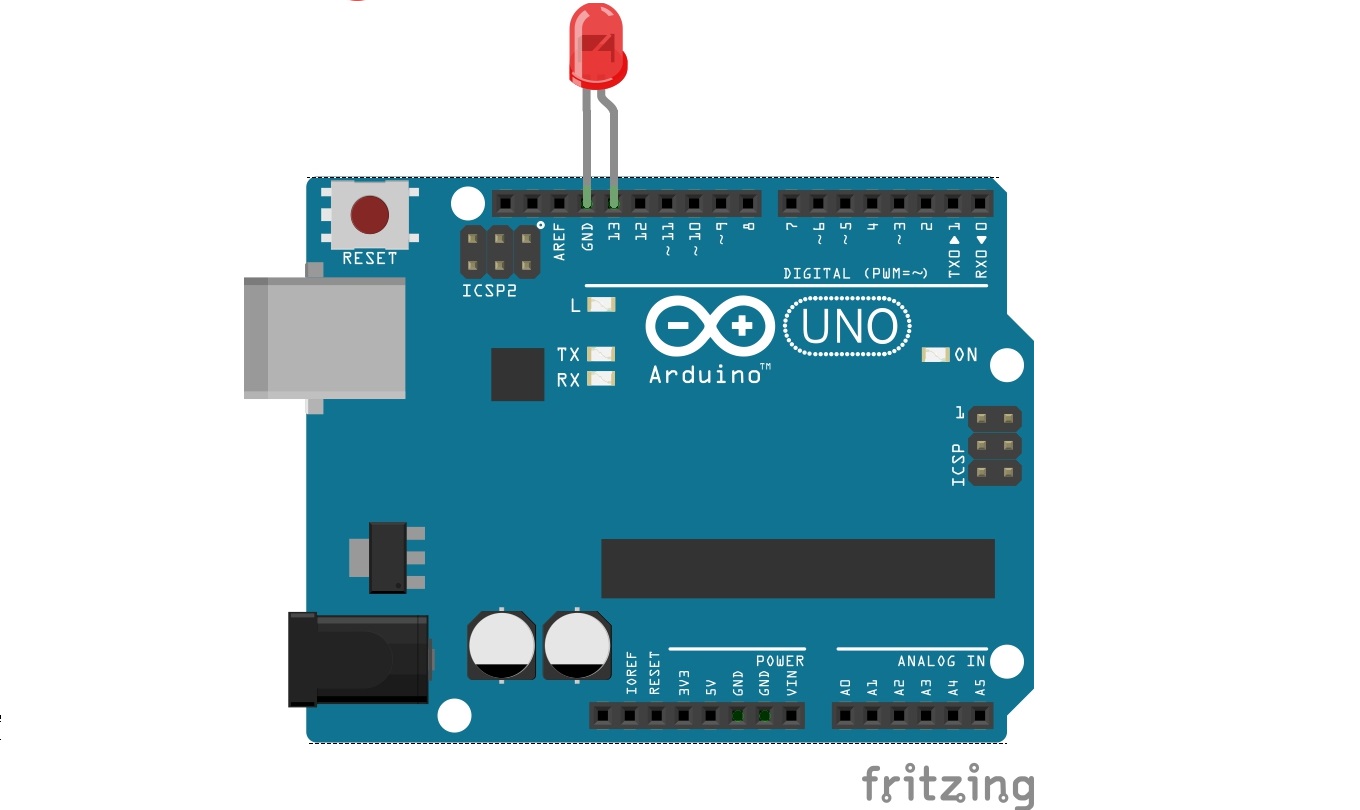 RESET
ICSP2
AREF
GND
13
12
~11
~10
~9
8
7
~6
~5
4
~3
2
TX0▶1
RX0◀0
DIGITAL (PWM=~)
L
TX
RX
Arduino™
UNO
ON
1
ICSP
IOREF
RESET
3V3
5V
GND
GND
VIN
POWER
ANALOG IN
A0
A1
A2
A3
A4
A5
fritzing